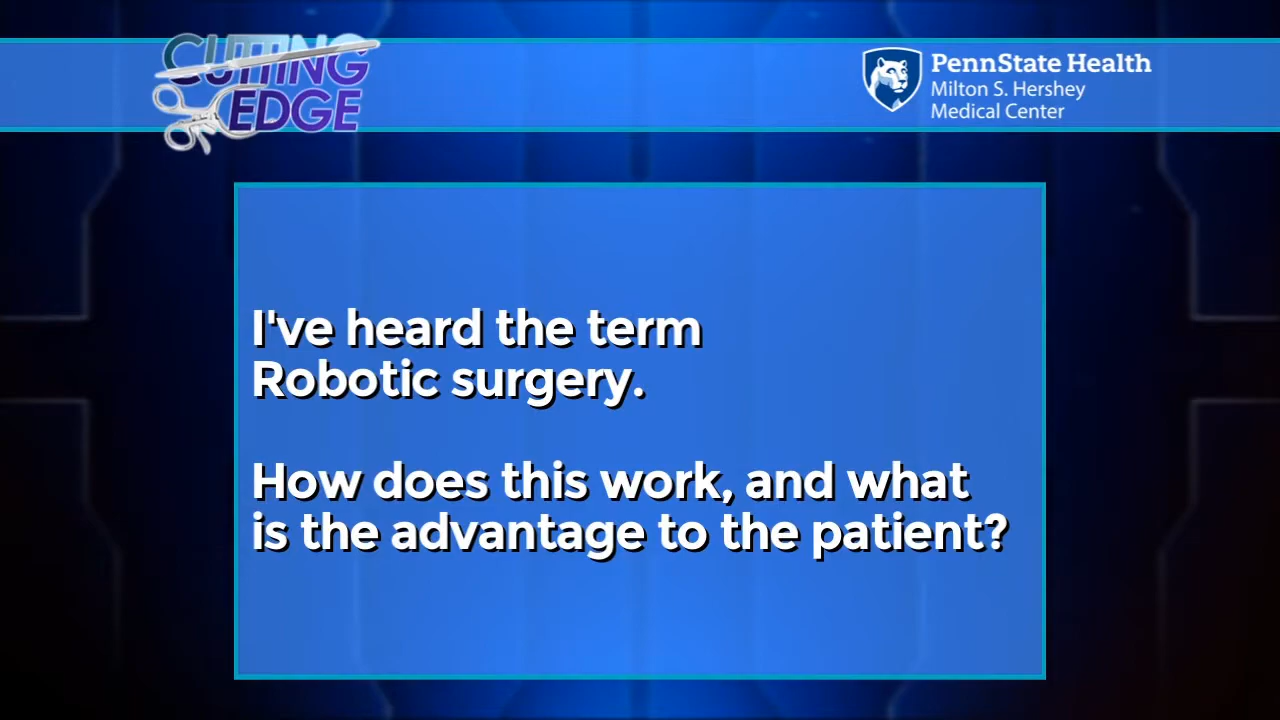 CUTTING
EDGE
PennState Health
Milton S. Hershey
Medical Center
I've heard the term
Robotic surgery.
How does this work, and what
is the advantage to the patient?